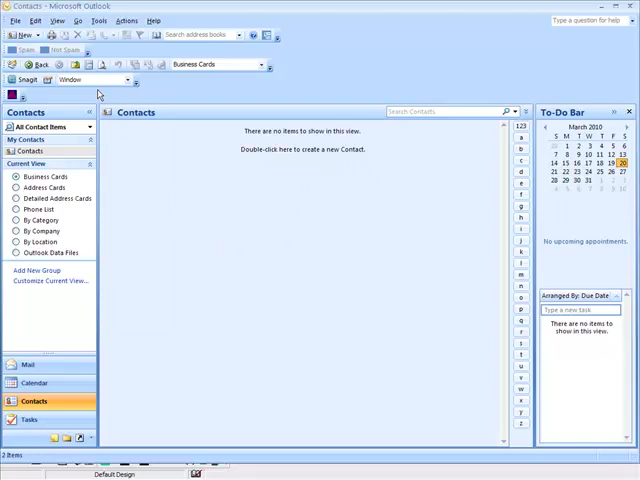 Contacts - Microsoft Outlook
File Edit View Go Tools Actions Help
Type a question for help
New
Search address books
Spam Not Spam
Back
Business Cards
Snagit
Window
Contacts
All Contact Items
My Contacts
Contacts
Current View
Business Cards
Address Cards
Detailed Address Cards
Phone List
By Category
By Company
By Location
Outlook Data Files
Add New Group
Customize Current View...
Mail
Calendar
Contacts
Tasks
2 Items
Contacts
Search Contacts
There are no items to show in this view.
Double-click here to create a new Contact.
123
a
b
c
d
e
f
g
h
i
j
k
l
m
n
o
p
q
r
s
t
u
v
w
x
y
z
To-Do Bar
March 2010
S M T W T F S
28 1 2 3 4 5 6
7 8 9 10 11 12 13
14 15 16 17 18 19 20
21 22 23 24 25 26 27
28 29 30 31 1 2 3
4 5 6 7 8 9 10
No upcoming appointments.
Arranged By: Due Date
Type a new task
There are no items to
show in this view.
Default Design